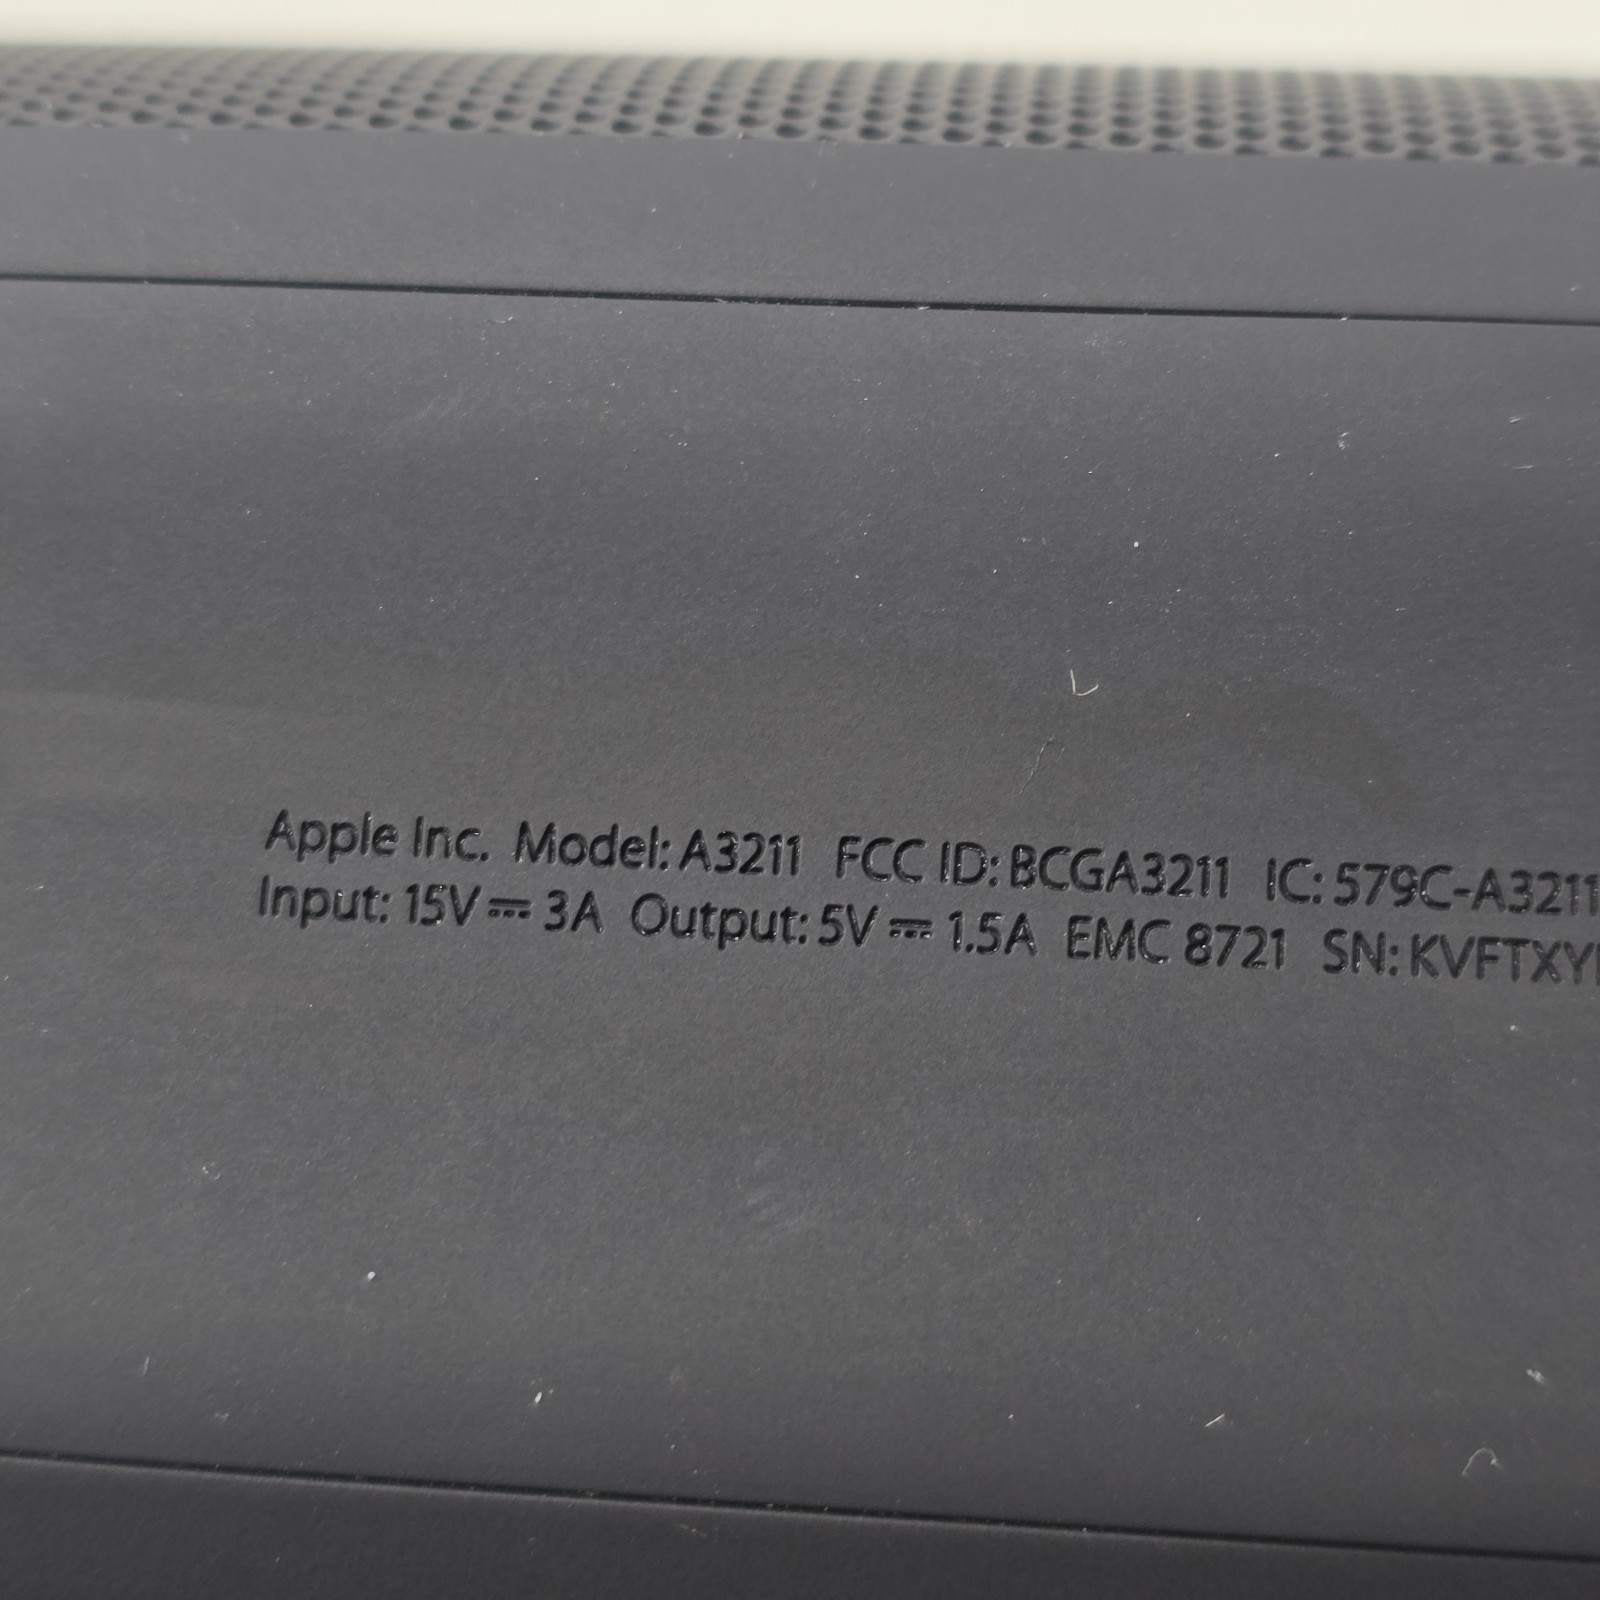 Apple Inc. Model: A3211 FCC ID: BCGA3211 IC: 579C-A3211
Input: 15V⎓3A Output: 5V⎓1.5A EMC 8721 SN: